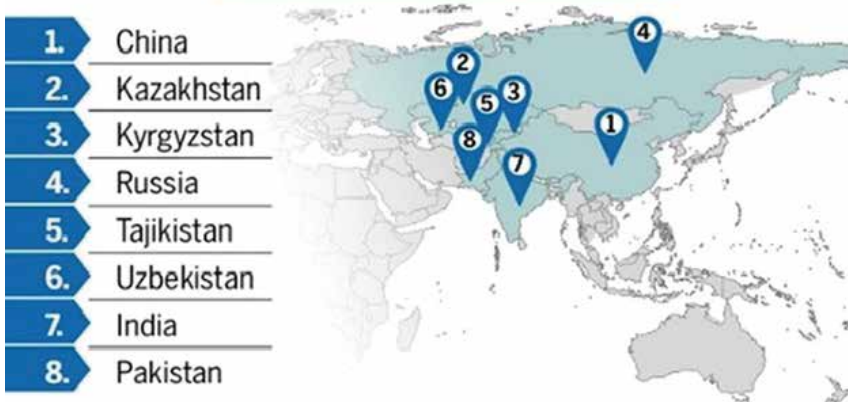 1. China
2. Kazakhstan
3. Kyrgyzstan
4. Russia
5. Tajikistan
6. Uzbekistan
7. India
8. Pakistan
4
2
6
5
3
8
1
7